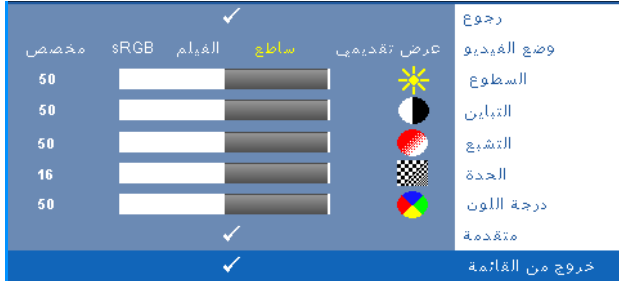 رجوع
وضع الفيديو عرض تقديمي ساطع الفيلم sRGB مخصص
السطوع 50
التباين 50
التشبع 50
الحدة 16
درجة اللون 50
متقدمة
خروج من القائمة